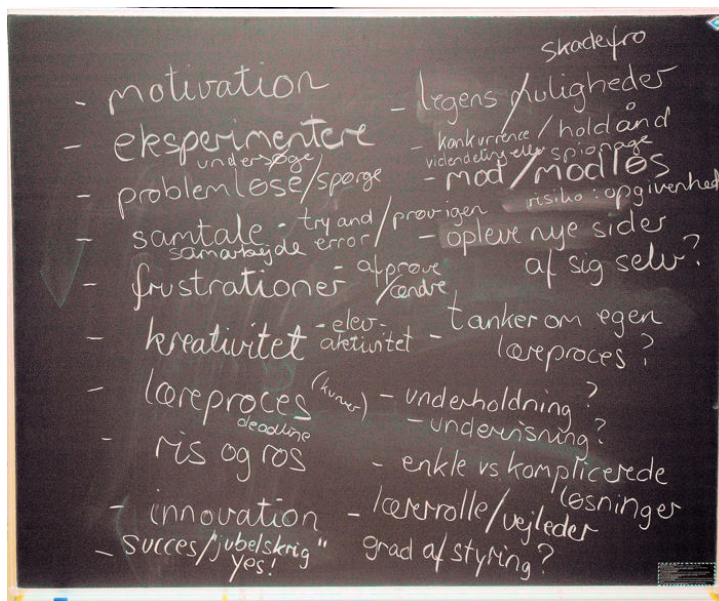 - motivation
- eksperimentere
undersøge/
- problemløse/spørge
- samtale - try and error/prøv igen
samarbejde
- frustrationer - afprøve/ændre
- kreativitet - elev-aktivitet
- læreproces (kurver)
deadline
- ris og ros
- innovation
- succes/"jubelskrig"
yes!
skadefro
- legens muligheder
- konkurrence/holdånd
videndeling eller spionage
- mod/modløs
risiko: opgivenhed
- opleve nye sider
af sig selv?
- tanker om egen
læreproces?
- underholdning?
- undervisning?
- enkle vs komplicerede
løsninger
- lærerrolle/vejleder
grad af styring?